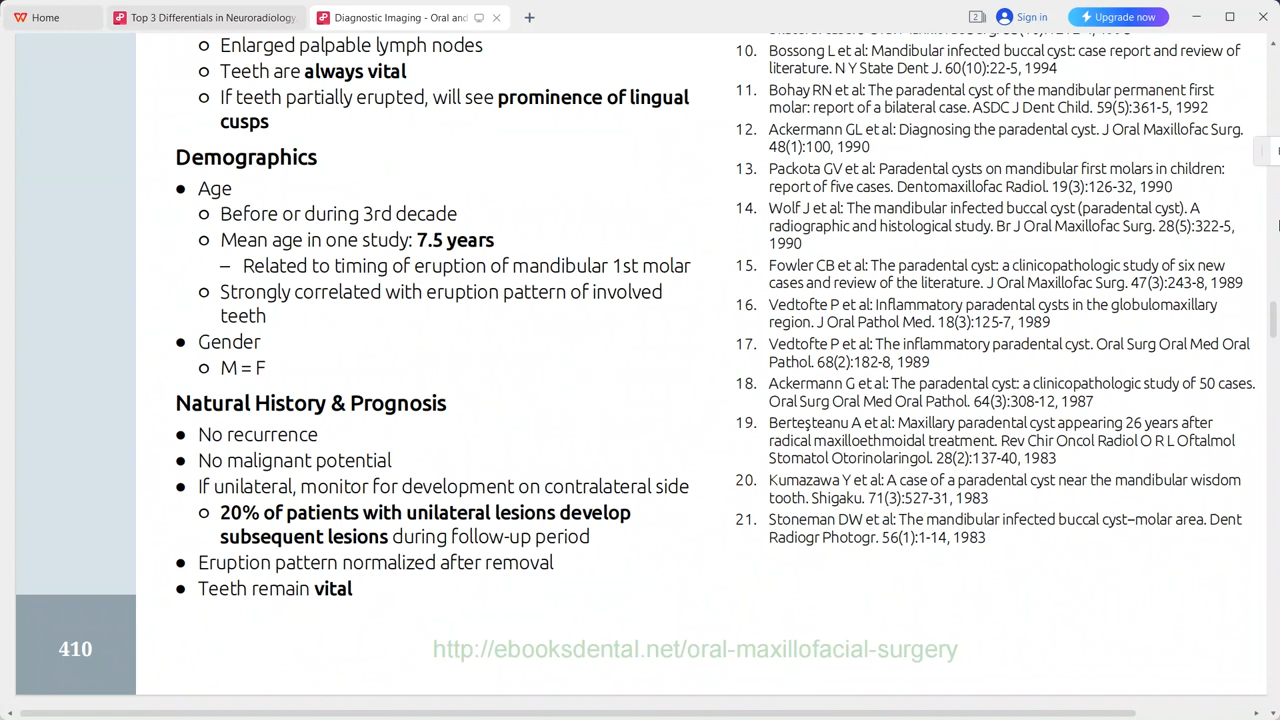 Home
Top 3 Differentials in Neuroradiology.
Diagnostic Imaging - Oral and
2
Sign in
Upgrade now
Enlarged palpable lymph nodes
Teeth are always vital
If teeth partially erupted, will see prominence of lingual
cusps
Demographics
Age
Before or during 3rd decade
Mean age in one study: 7.5 years
– Related to timing of eruption of mandibular 1st molar
Strongly correlated with eruption pattern of involved
teeth
Gender
M = F
Natural History & Prognosis
No recurrence
No malignant potential
If unilateral, monitor for development on contralateral side
20% of patients with unilateral lesions develop
subsequent lesions during follow-up period
Eruption pattern normalized after removal
Teeth remain vital
10. Bossong L et al: Mandibular infected buccal cyst: case report and review of
literature. N Y State Dent J. 60(10):22-5, 1994
11. Bohay RN et al: The paradental cyst of the mandibular permanent first
molar: report of a bilateral case. ASDC J Dent Child. 59(5):361-5, 1992
12. Ackermann GL et al: Diagnosing the paradental cyst. J Oral Maxillofac Surg.
48(1):100, 1990
13. Packota GV et al: Paradental cysts on mandibular first molars in children:
report of five cases. Dentomaxillofac Radiol. 19(3):126-32, 1990
14. Wolf J et al: The mandibular infected buccal cyst (paradental cyst). A
radiographic and histological study. Br J Oral Maxillofac Surg. 28(5):322-5,
1990
15. Fowler CB et al: The paradental cyst: a clinicopathologic study of six new
cases and review of the literature. J Oral Maxillofac Surg. 47(3):243-8, 1989
16. Vedtofte P et al: Inflammatory paradental cysts in the globulomaxillary
region. J Oral Pathol Med. 18(3):125-7, 1989
17. Vedtofte P et al: The inflammatory paradental cyst. Oral Surg Oral Med Oral
Pathol. 68(2):182-8, 1989
18. Ackermann G et al: The paradental cyst: a clinicopathologic study of 50 cases.
Oral Surg Oral Med Oral Pathol. 64(3):308-12, 1987
19. Berteşteanu A et al: Maxillary paradental cyst appearing 26 years after
radical maxilloethmoidal treatment. Rev Chir Oncol Radiol O R L Oftalmol
Stomatol Otorinolaringol. 28(2):137-40, 1983
20. Kumazawa Y et al: A case of a paradental cyst near the mandibular wisdom
tooth. Shigaku. 71(3):527-31, 1983
21. Stoneman DW et al: The mandibular infected buccal cyst–molar area. Dent
Radiogr Photogr. 56(1):1-14, 1983
410
http://ebooksdental.net/oral-maxillofacial-surgery